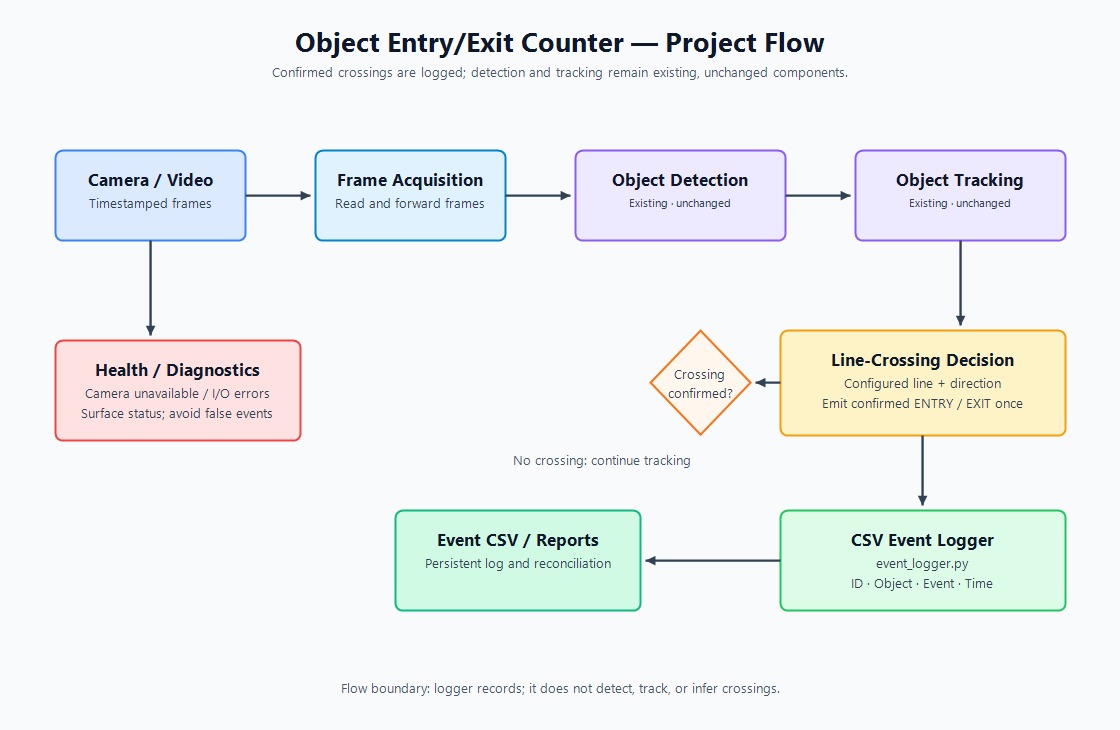 Object Entry/Exit Counter — Project Flow
Confirmed crossings are logged; detection and tracking remain existing, unchanged components.
Camera / Video
Timestamped frames
Frame Acquisition
Read and forward frames
Object Detection
Existing · unchanged
Object Tracking
Existing · unchanged
Health / Diagnostics
Camera unavailable / I/O errors
Surface status; avoid false events
Crossing
confirmed?
Line-Crossing Decision
Configured line + direction
Emit confirmed ENTRY / EXIT once
No crossing: continue tracking
Event CSV / Reports
Persistent log and reconciliation
CSV Event Logger
event_logger.py
ID · Object · Event · Time
Flow boundary: logger records; it does not detect, track, or infer crossings.